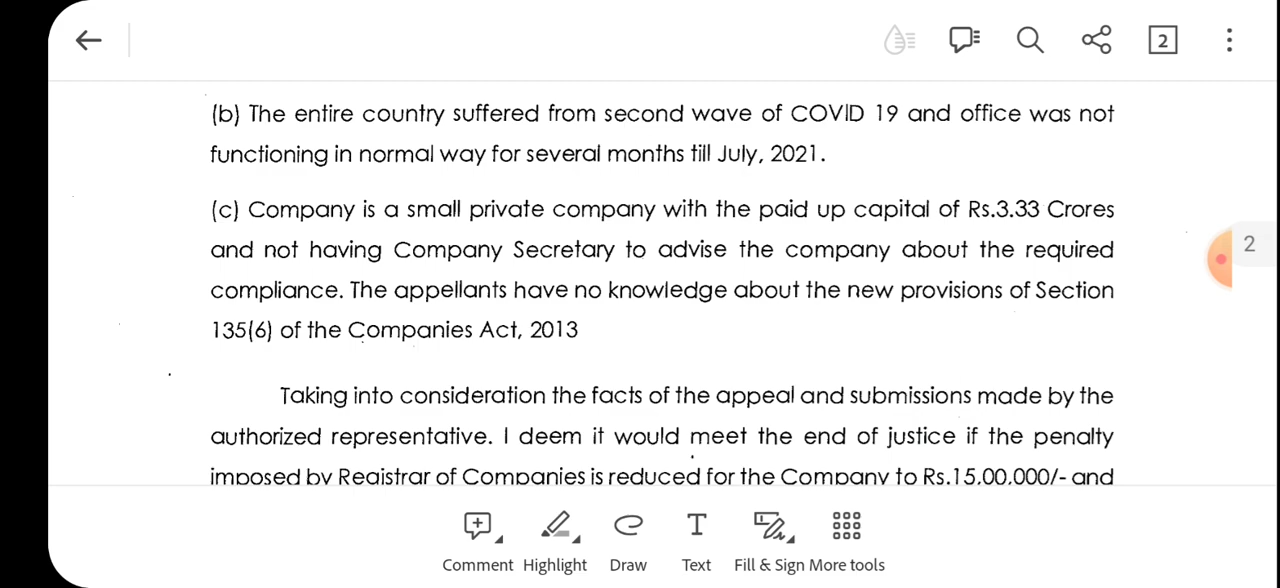 2
(b) The entire country suffered from second wave of COVID 19 and office was not
functioning in normal way for several months till July, 2021.
(c) Company is a small private company with the paid up capital of Rs.3.33 Crores
and not having Company Secretary to advise the company about the required
compliance. The appellants have no knowledge about the new provisions of Section
135(6) of the Companies Act, 2013
2
Taking into consideration the facts of the appeal and submissions made by the
authorized representative. I deem it would meet the end of justice if the penalty
imposed by Registrar of Companies is reduced for the Company to Rs.15,00,000/- and
Comment Highlight Draw Text Fill & Sign More tools